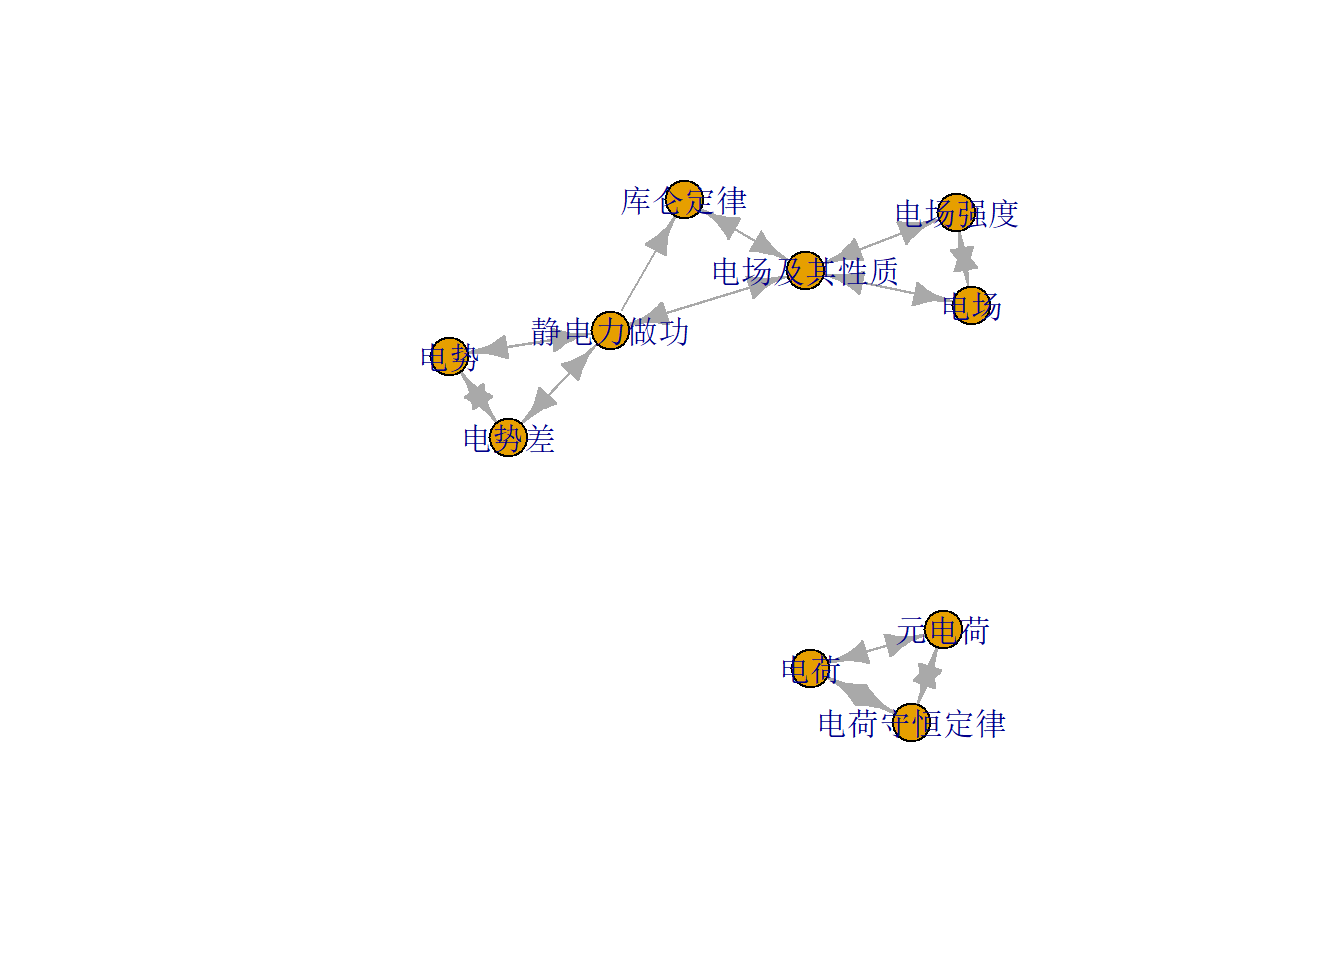 库仑定律
电场强度
电场及其性质
电场
静电力做功
电势
电势差
元电荷
电荷
电荷守恒定律